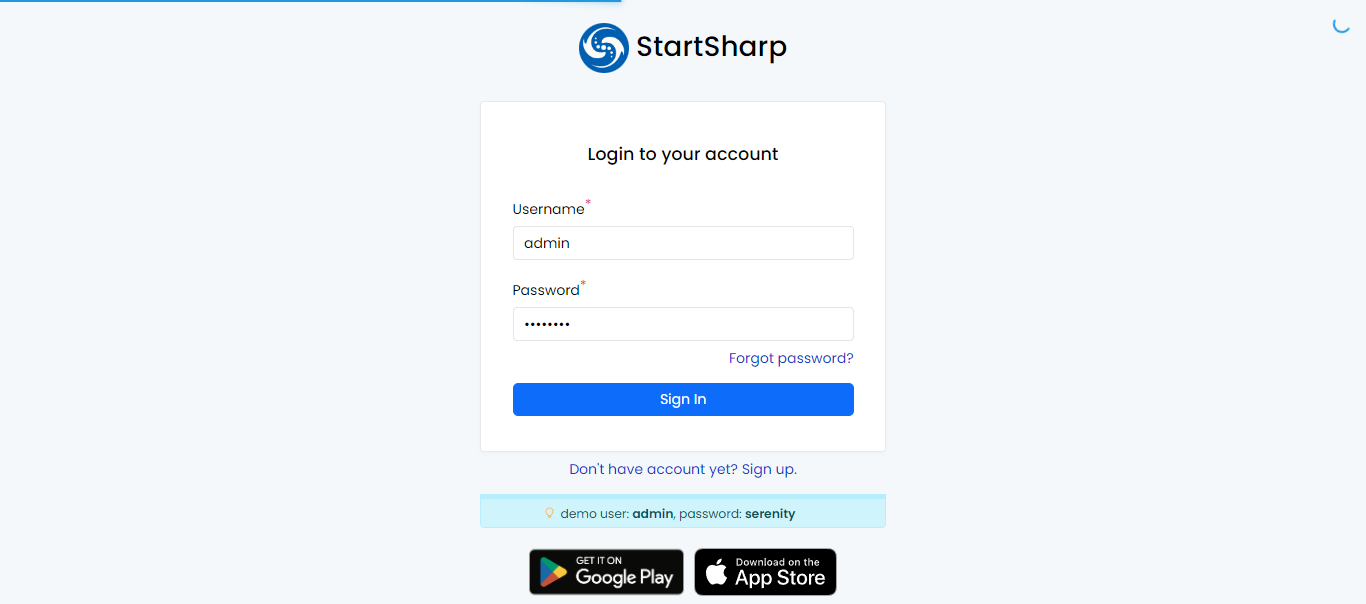 StartSharp
Login to your account
Username*
admin
Password*
••••••••
Forgot password?
Sign In
Don't have account yet? Sign up.
demo user: admin, password: serenity
GET IT ON
Google Play
Download on the
App Store